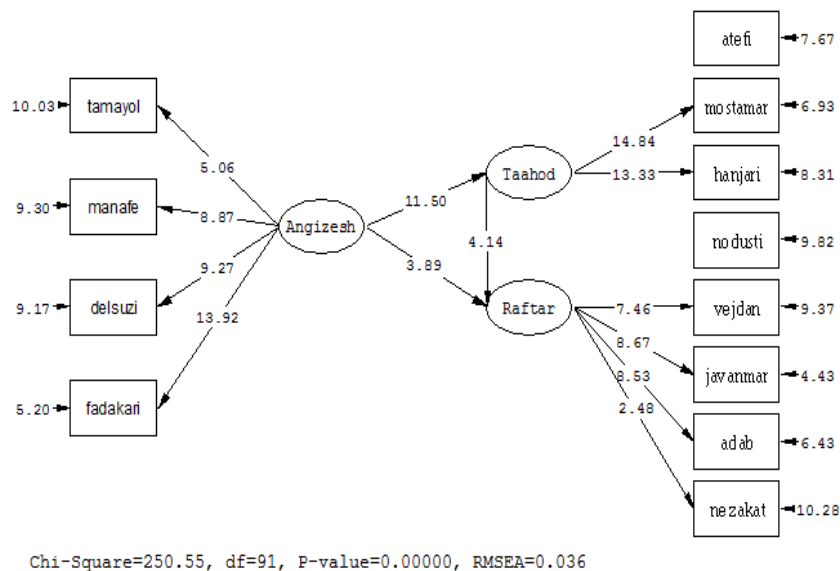 atefi 7.67
10.03 tamayol
mostamar 6.93
14.84
5.06
Taahod
13.33
hanjari 8.31
9.30 manafe
8.87
11.50
Angizesh
4.14
nodusti 9.82
9.27
3.89
9.17 delsuzi
Raftar
7.46
vejdan 9.37
13.92
8.67
8.53
javanmar 4.43
5.20 fadakari
2.48
adab 6.43
nezakat 10.28
Chi-Square=250.55, df=91, P-value=0.00000, RMSEA=0.036